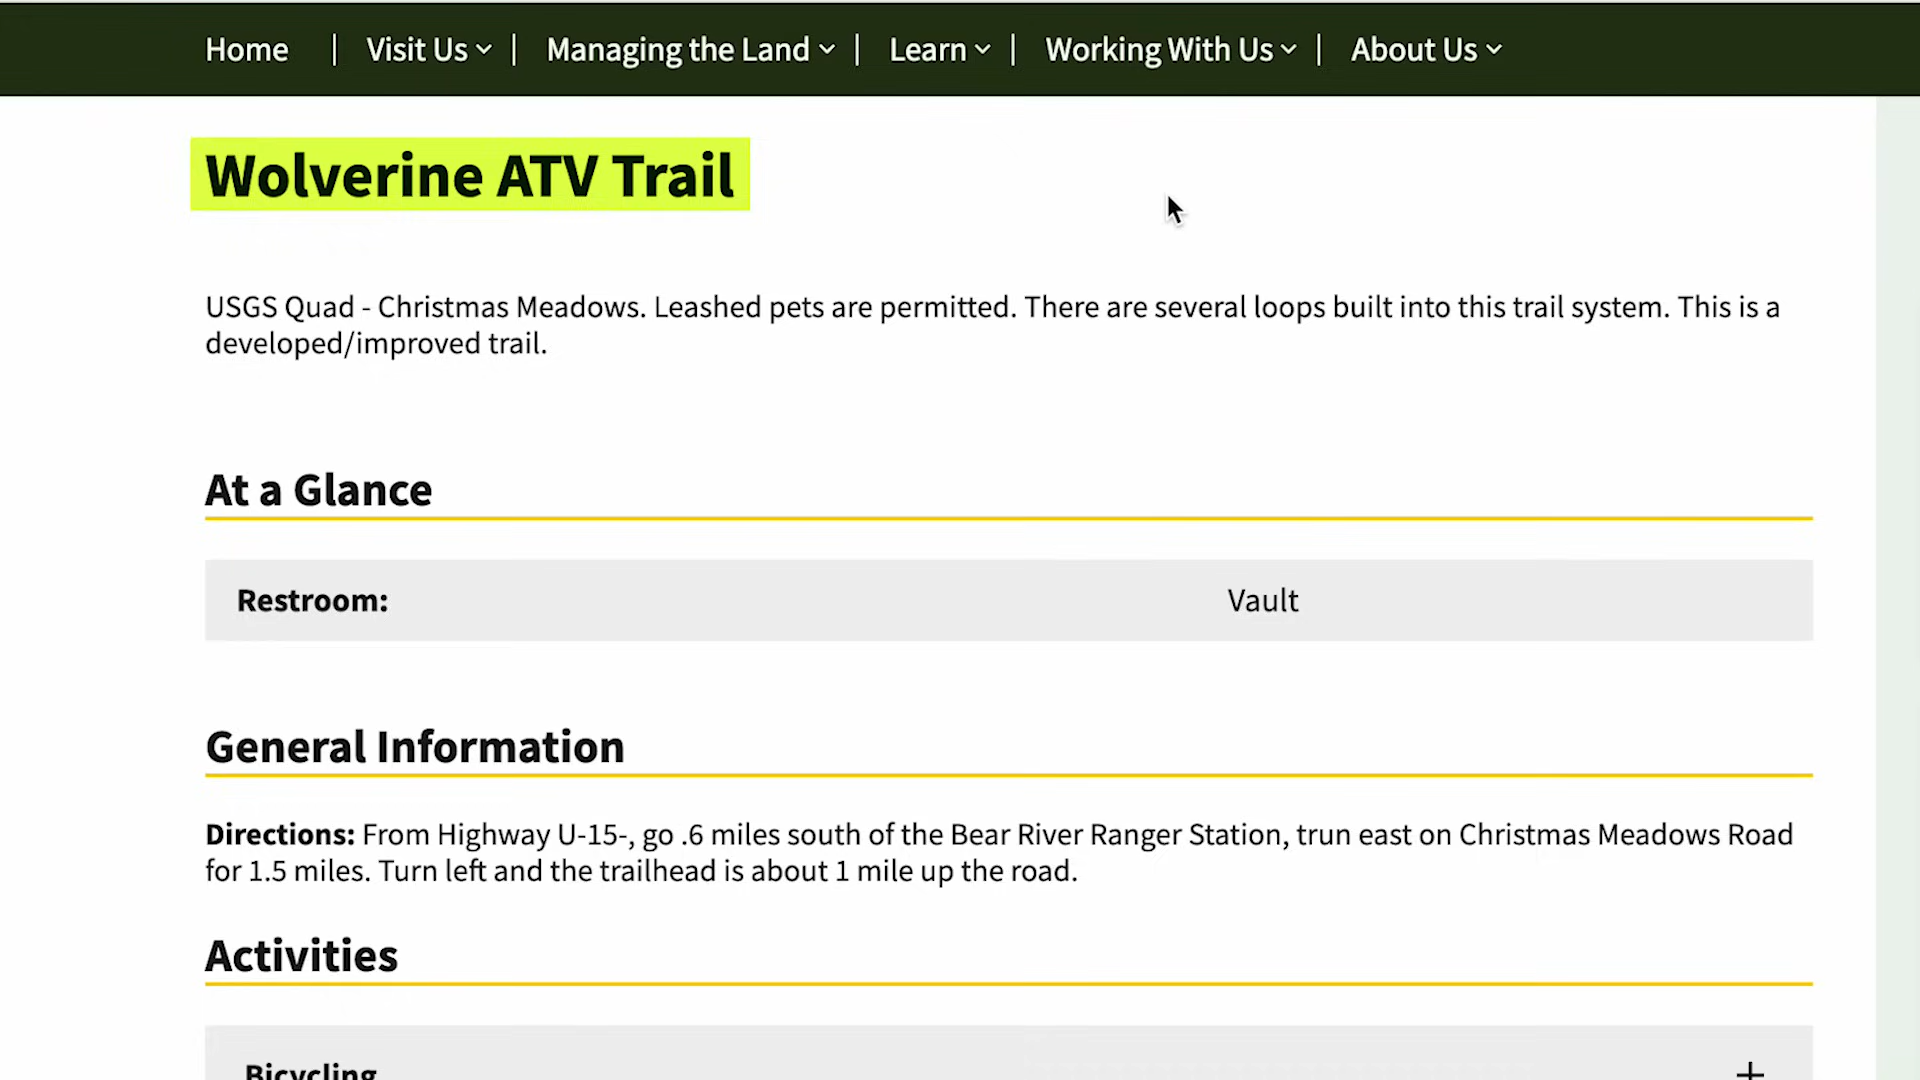 Home | Visit Us | Managing the Land | Learn | Working With Us | About Us
Wolverine ATV Trail
USGS Quad - Christmas Meadows. Leashed pets are permitted. There are several loops built into this trail system. This is a
developed/improved trail.
At a Glance
Restroom: Vault
General Information
Directions: From Highway U-15-, go .6 miles south of the Bear River Ranger Station, trun east on Christmas Meadows Road
for 1.5 miles. Turn left and the trailhead is about 1 mile up the road.
Activities
Bicycling +